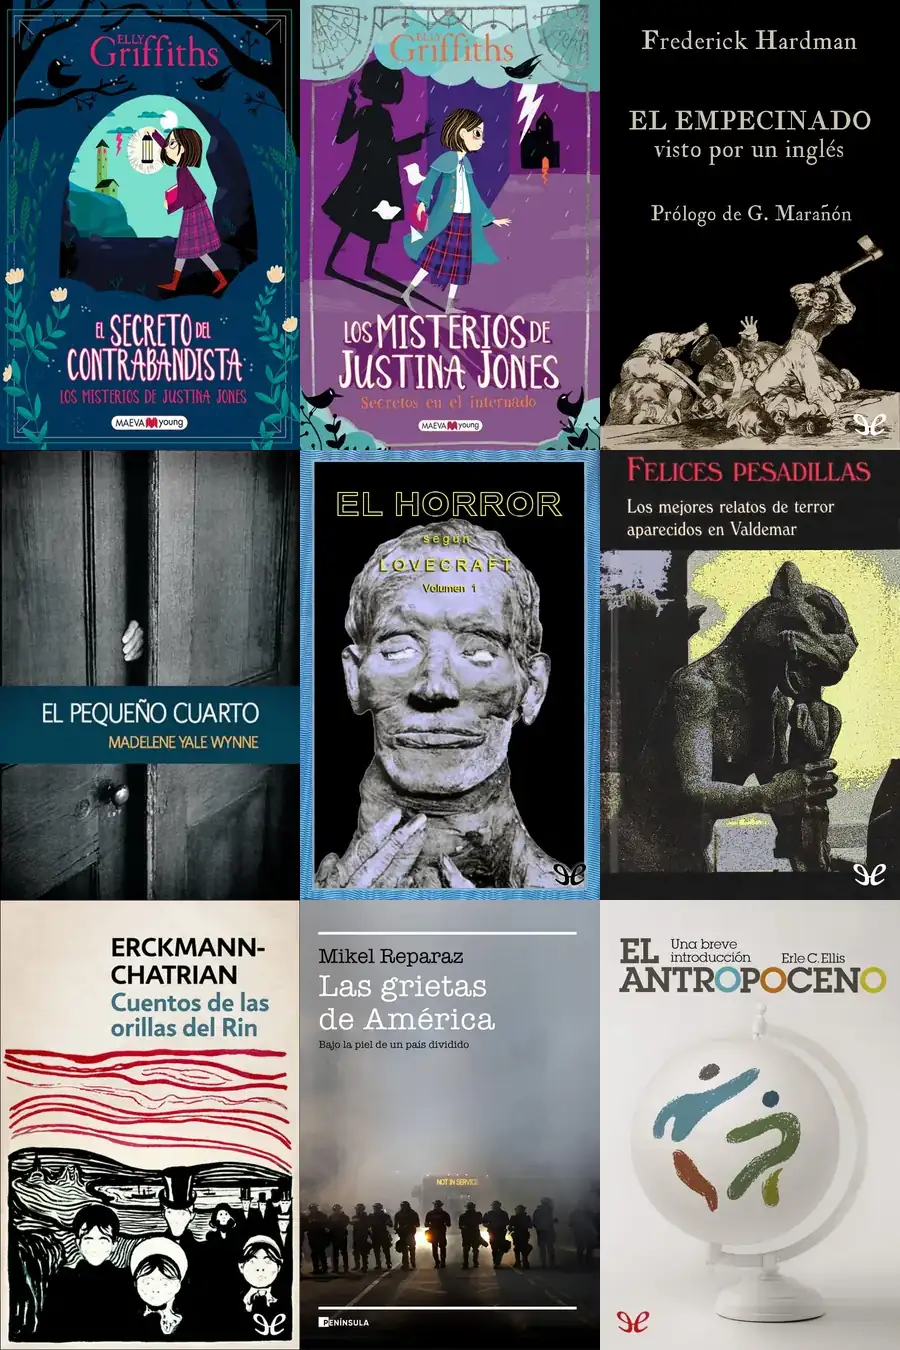 ELLY
Griffiths
EL SECRETO DEL
CONTRABANDISTA
LOS MISTERIOS DE JUSTINA JONES
MAEVA young
ELLY
Griffiths
LOS MISTERIOS DE
JUSTINA JONES
Secretos en el internado
MAEVA young
Frederick Hardman
EL EMPECINADO
visto por un inglés
Prólogo de G. Marañón
EL PEQUEÑO CUARTO
MADELENE YALE WYNNE
EL HORROR
según
LOVECRAFT
Volumen 1
FELICES PESADILLAS
Los mejores relatos de terror
aparecidos en Valdemar
ERCKMANN-
CHATRIAN
Cuentos de las
orillas del Rin
Mikel Reparaz
Las grietas
de América
Bajo la piel de un país dividido
NOT IN SERVICE
PENÍNSULA
EL
Una breve
introducción
Erle C. Ellis
ANTROPOCENO